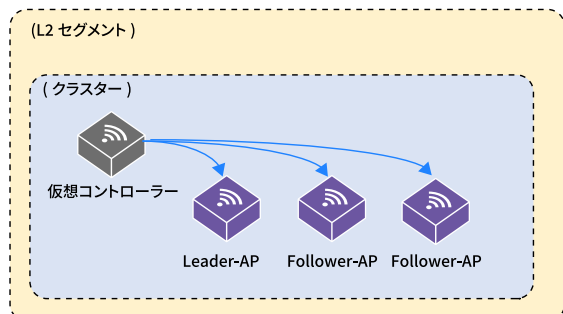 (L2 セグメント )
( クラスター )
仮想コントローラー
Leader-AP
Follower-AP
Follower-AP